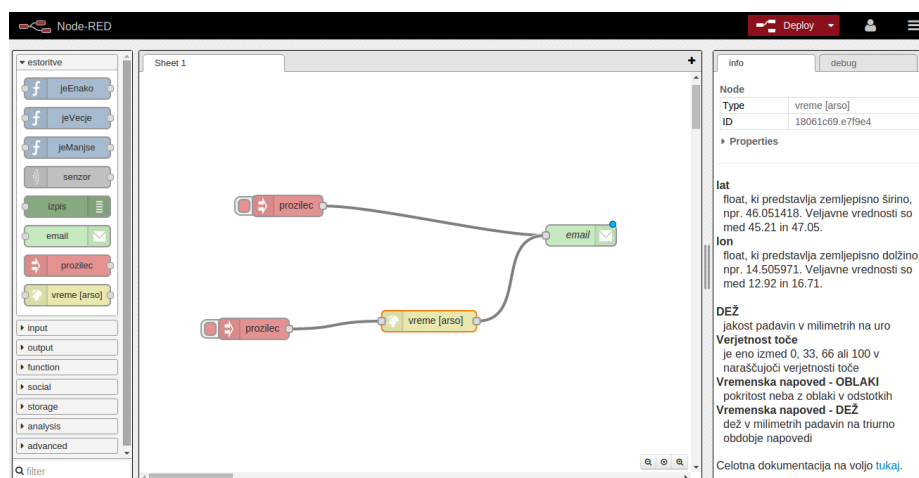 Node-RED
Deploy
estoritve
jeEnako
jeVecje
jeManjse
senzor
izpis
email
prozilec
vreme [arso]
input
output
function
social
storage
analysis
advanced
filter
Sheet 1
prozilec
email
prozilec
vreme [arso]
info
debug
Node
Type vreme [arso]
ID 18061c69.e7f9e4
Properties
lat
float, ki predstavlja zemljepisno širino,
npr. 46.051418. Veljavne vrednosti so
med 45.21 in 47.05.
lon
float, ki predstavlja zemljepisno dolžino,
npr. 14.505971. Veljavne vrednosti so
med 12.92 in 16.71.
DEŽ
jakost padavin v milimetrih na uro
Verjetnost toče
je eno izmed 0, 33, 66 ali 100 v
naraščujoči verjetnosti toče
Vremenska napoved - OBLAKI
pokritost neba z oblaki v odstotkih
Vremenska napoved - DEŽ
dež v milimetrih padavin na triurno
obdobje napovedi
Celotna dokumentacija na voljo tukaj.